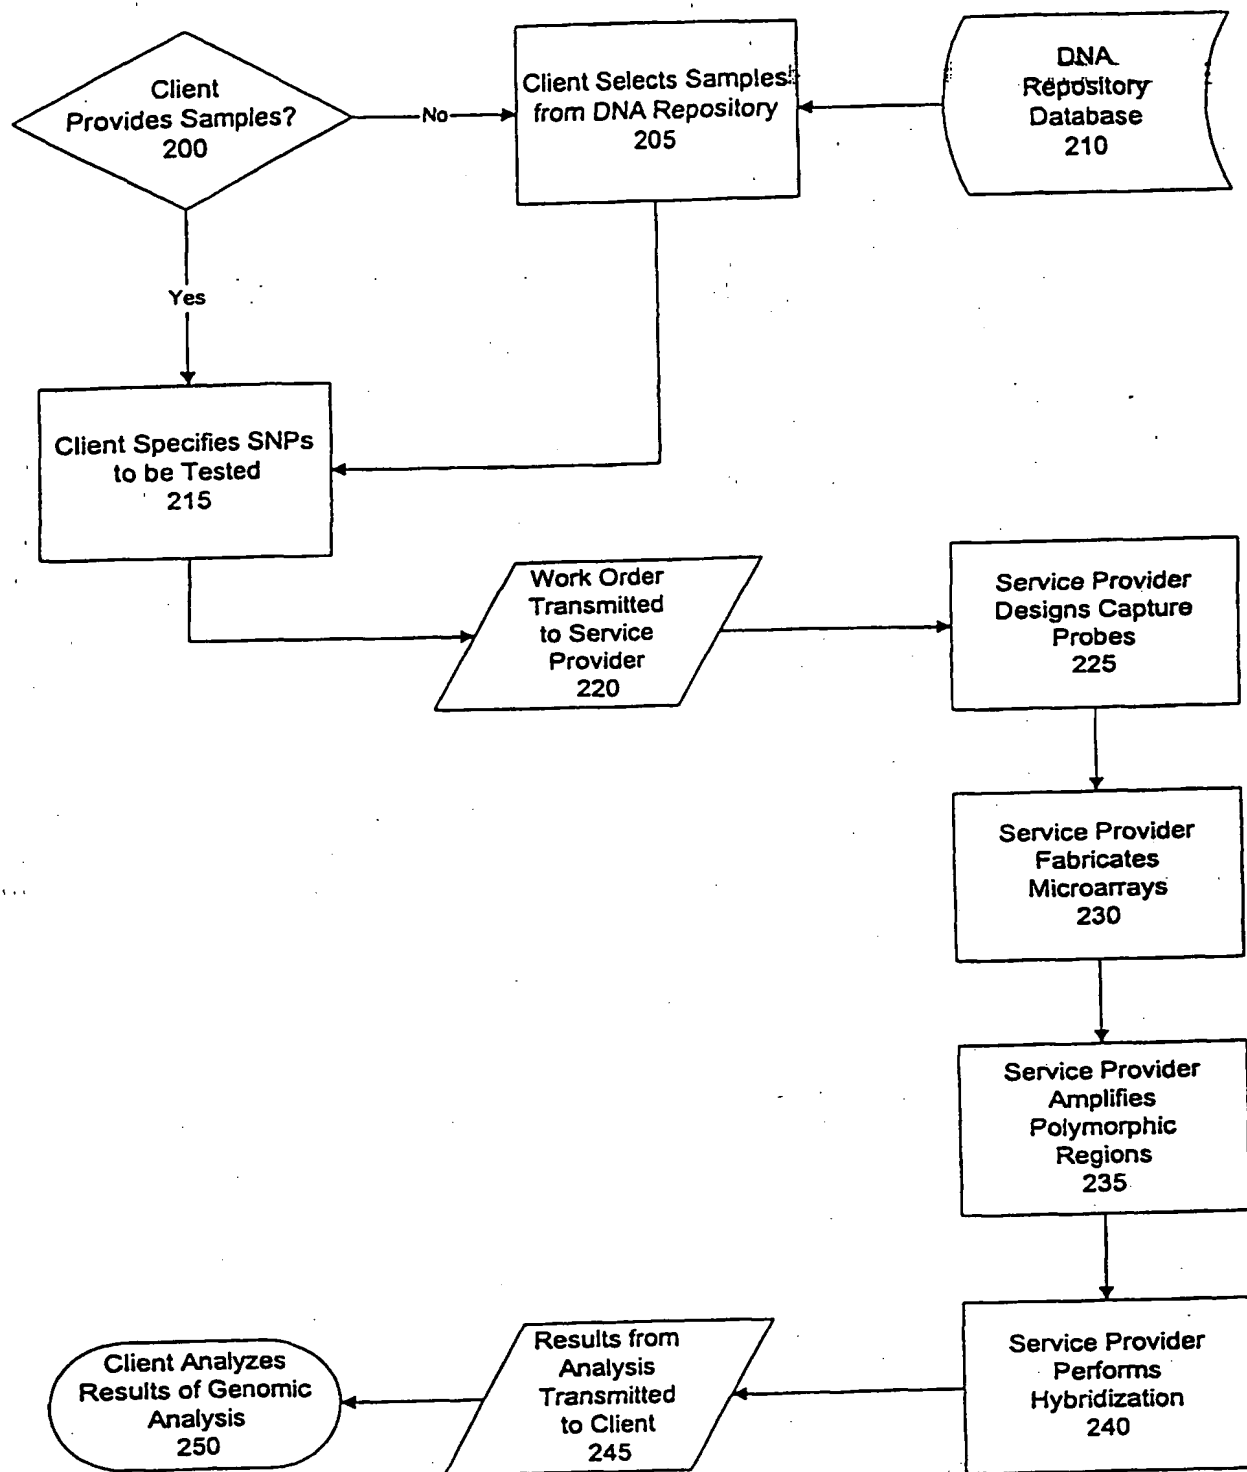 Client
Provides Samples?
200
No
Client Selects Samples
from DNA Repository
205
DNA
Repository
Database
210
Yes
Client Specifies SNPs
to be Tested
215
Work Order
Transmitted
to Service
Provider
220
Service Provider
Designs Capture
Probes
225
Service Provider
Fabricates
Microarrays
230
Service Provider
Amplifies
Polymorphic
Regions
235
Service Provider
Performs
Hybridization
240
Results from
Analysis
Transmitted
to Client
245
Client Analyzes
Results of Genomic
Analysis
250